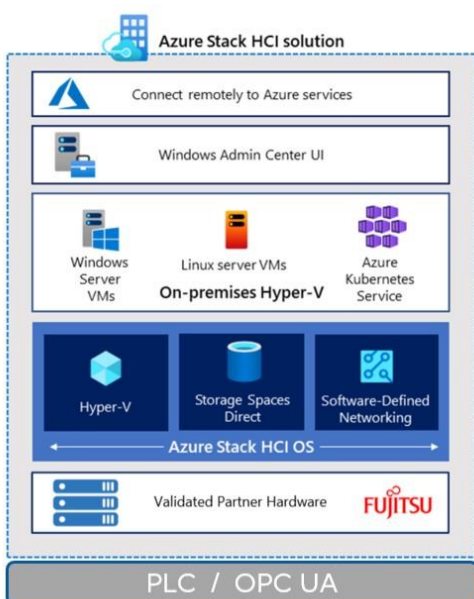 Azure Stack HCI solution
Connect remotely to Azure services
Windows Admin Center UI
Windows
Server
VMs
Linux server VMs
Azure
Kubernetes
Service
On-premises Hyper-V
Hyper-V
Storage Spaces
Direct
Software-Defined
Networking
Azure Stack HCI OS
Validated Partner Hardware
FUJITSU
PLC / OPC UA